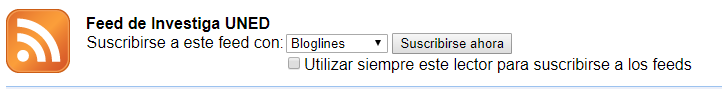 Feed de Investiga UNED
Suscribirse a este feed con: Bloglines Suscribirse ahora
Utilizar siempre este lector para suscribirse a los feeds